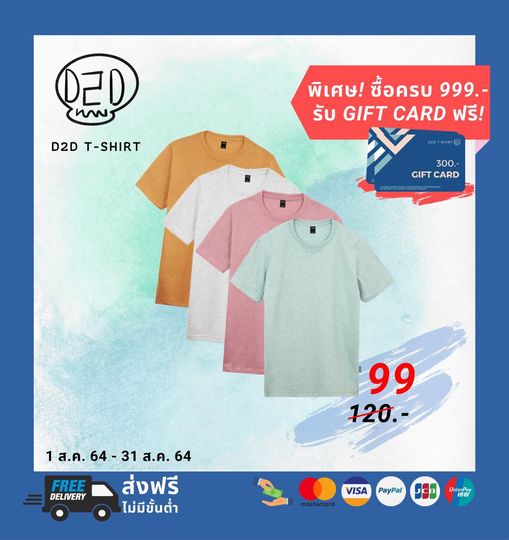 D2D
D2D T-SHIRT
พิเศษ! ซื้อครบ 999.-
รับ GIFT CARD ฟรี!
D2D T-SHIRT
300.-
GIFT CARD
99
120.-
1 ส.ค. 64 - 31 ส.ค. 64
FREE
DELIVERY
ส่งฟรี
ไม่มีขั้นต่ำ
mastercard
VISA
PayPal
JCB
UnionPay
银联